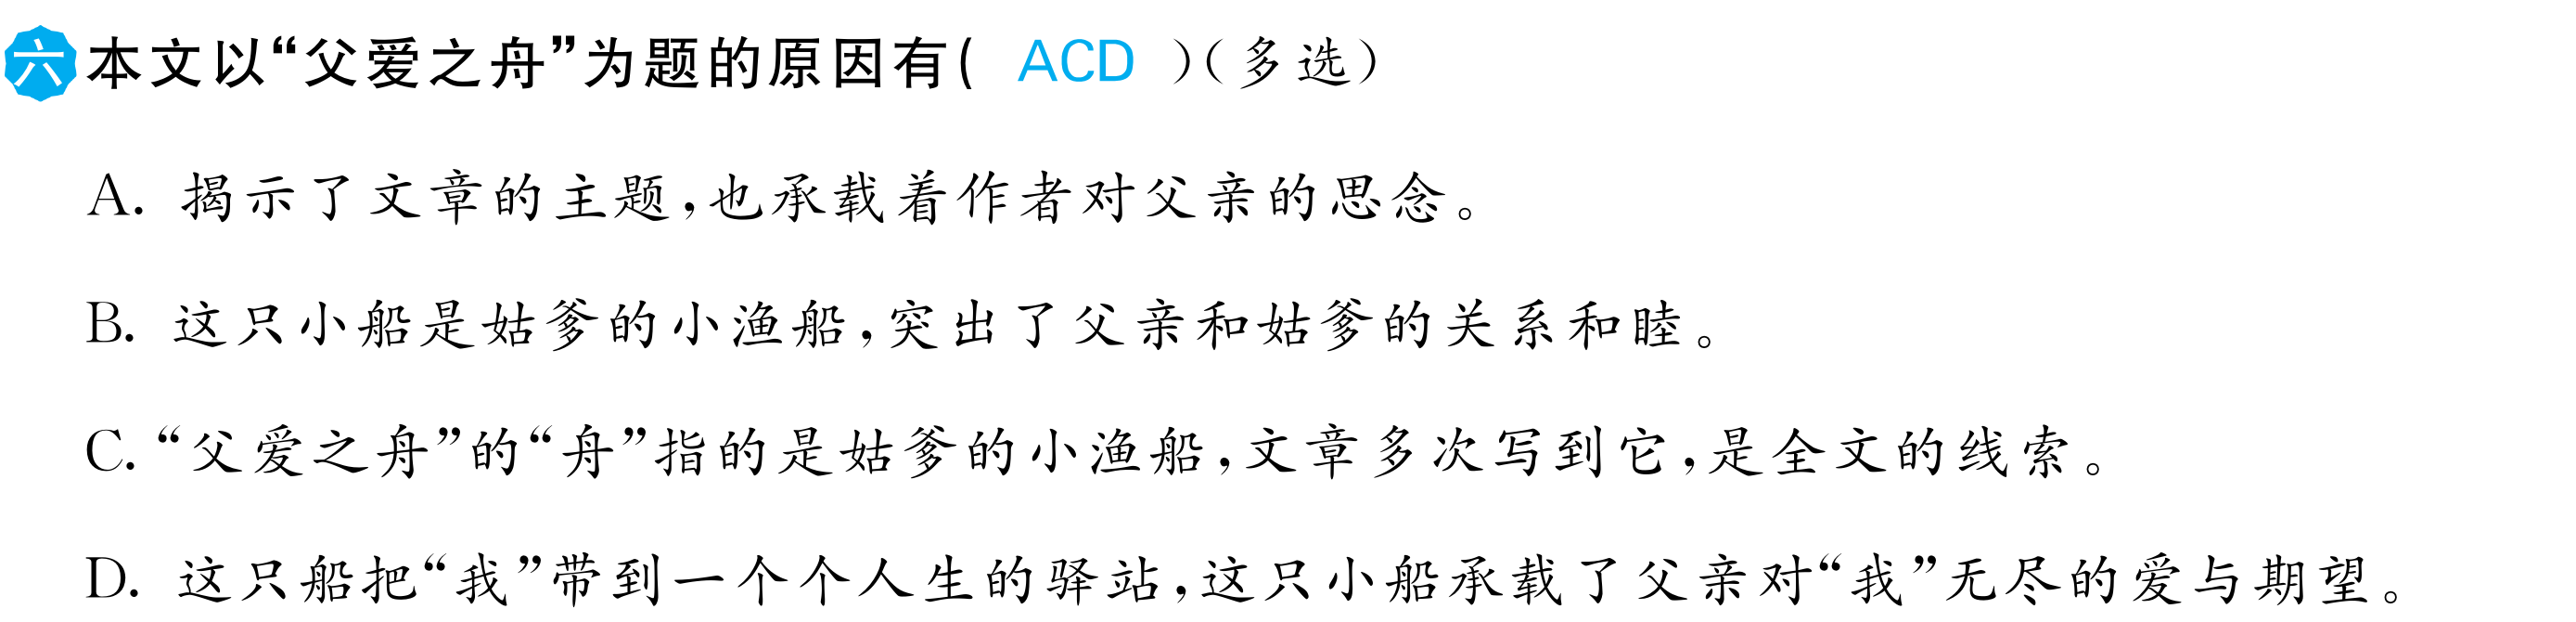 六 本文以“父爱之舟”为题的原因有( ACD )(多选)
A. 揭示了文章的主题,也承载着作者对父亲的思念。
B. 这只小船是姑爹的小渔船,突出了父亲和姑爹的关系和睦。
C.“父爱之舟”的“舟”指的是姑爹的小渔船,文章多次写到它,是全文的线索。
D. 这只船把“我”带到一个个人生的驿站,这只小船承载了父亲对“我”无尽的爱与期望。